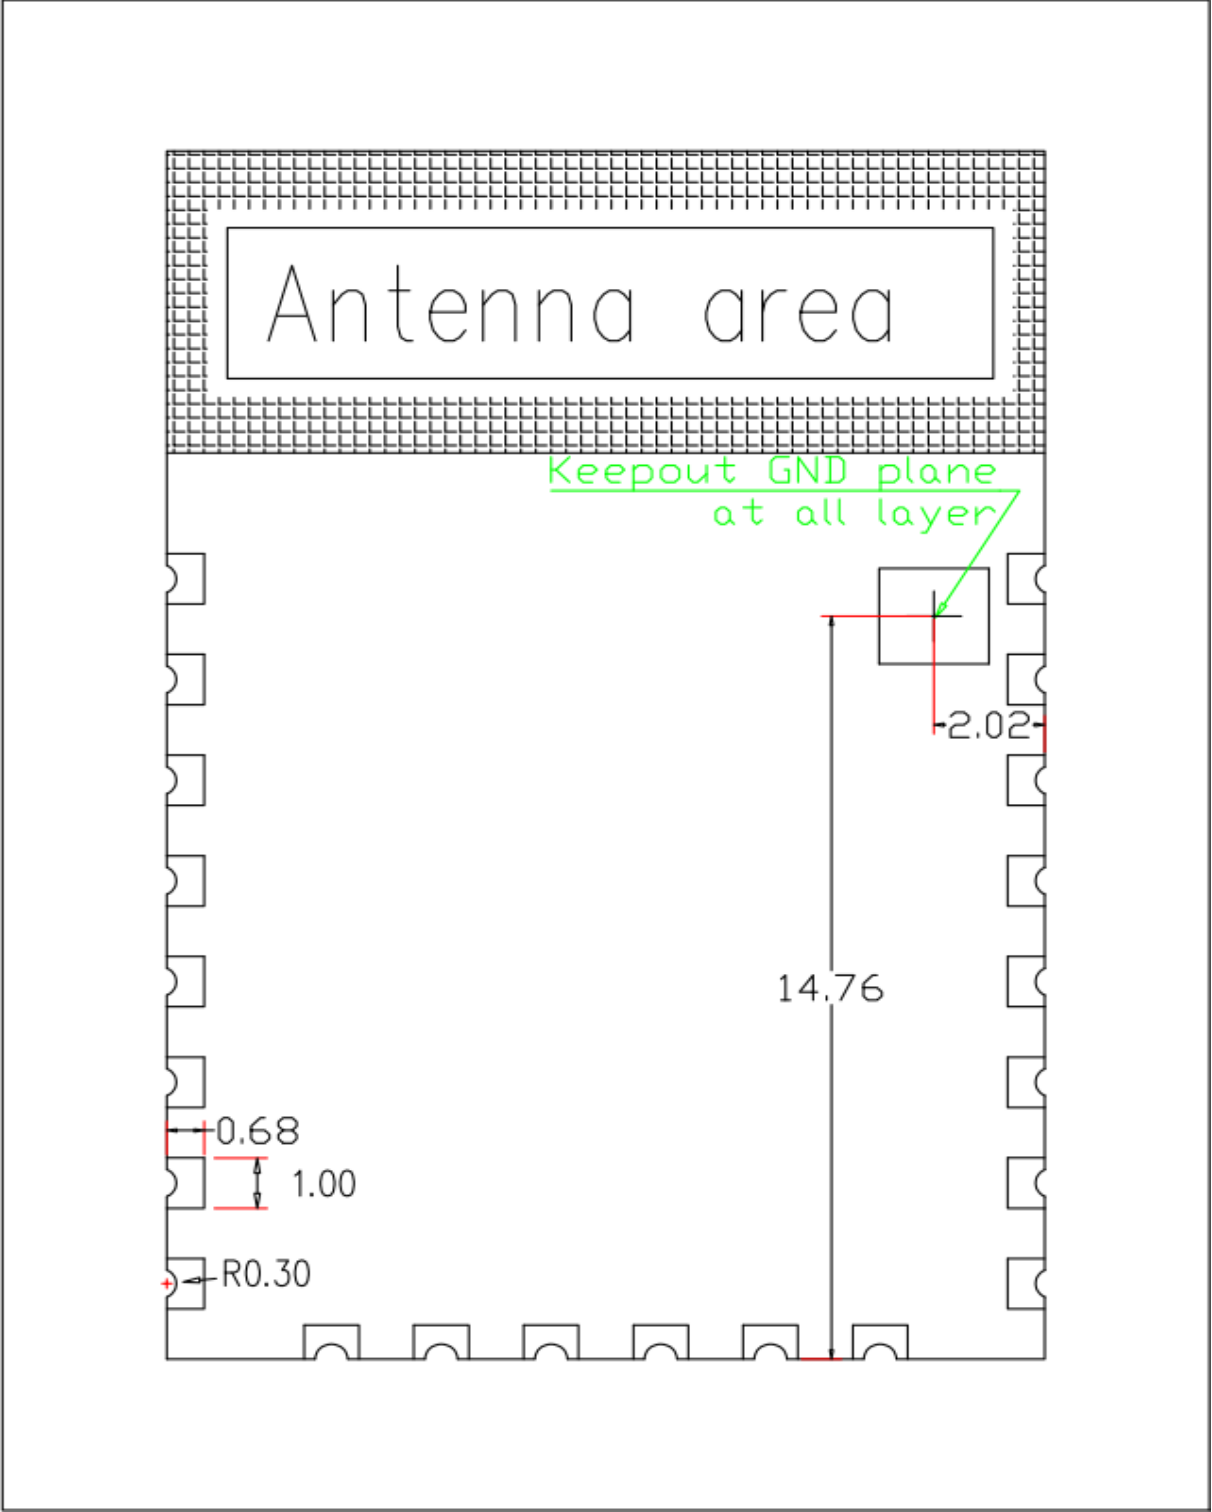 Antenna area
Keepout GND plane
at all layer
2.02
14.76
0.68
1.00
R0.30